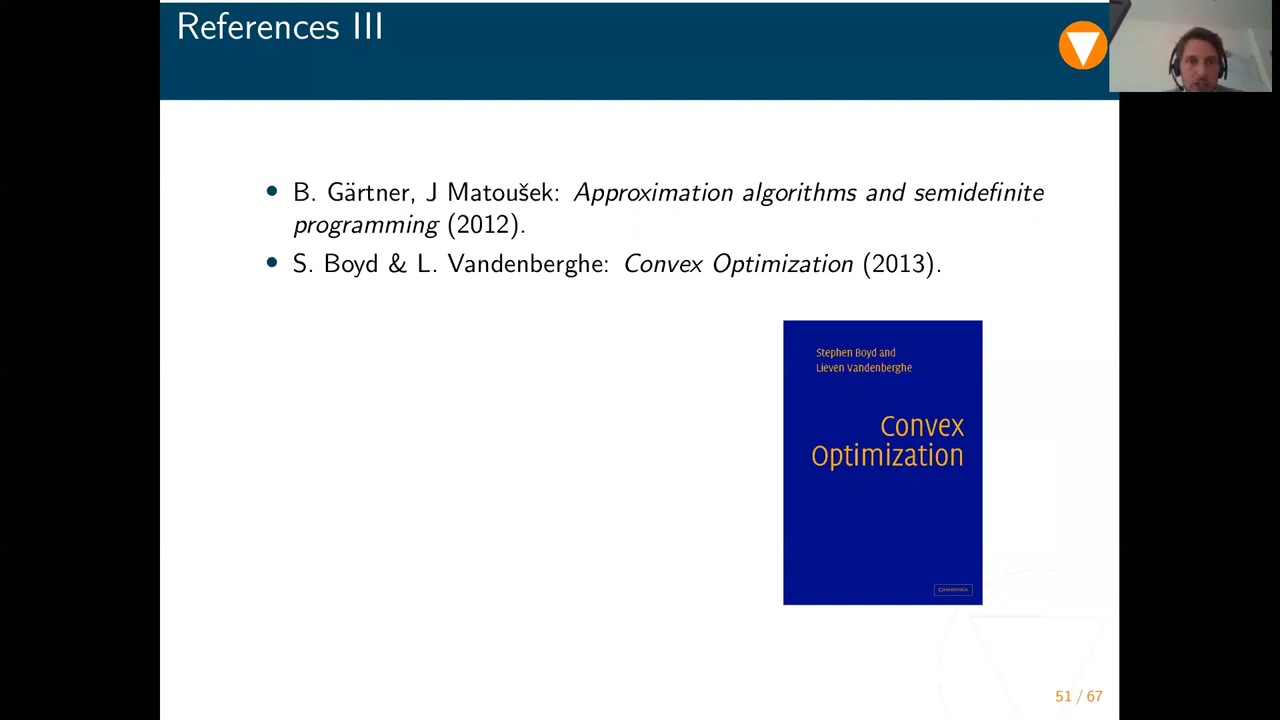 References III
• B. Gärtner, J Matoušek: Approximation algorithms and semidefinite
programming (2012).
• S. Boyd & L. Vandenberghe: Convex Optimization (2013).
Stephen Boyd and
Lieven Vandenberghe
Convex
Optimization
CAMBRIDGE
51 / 67